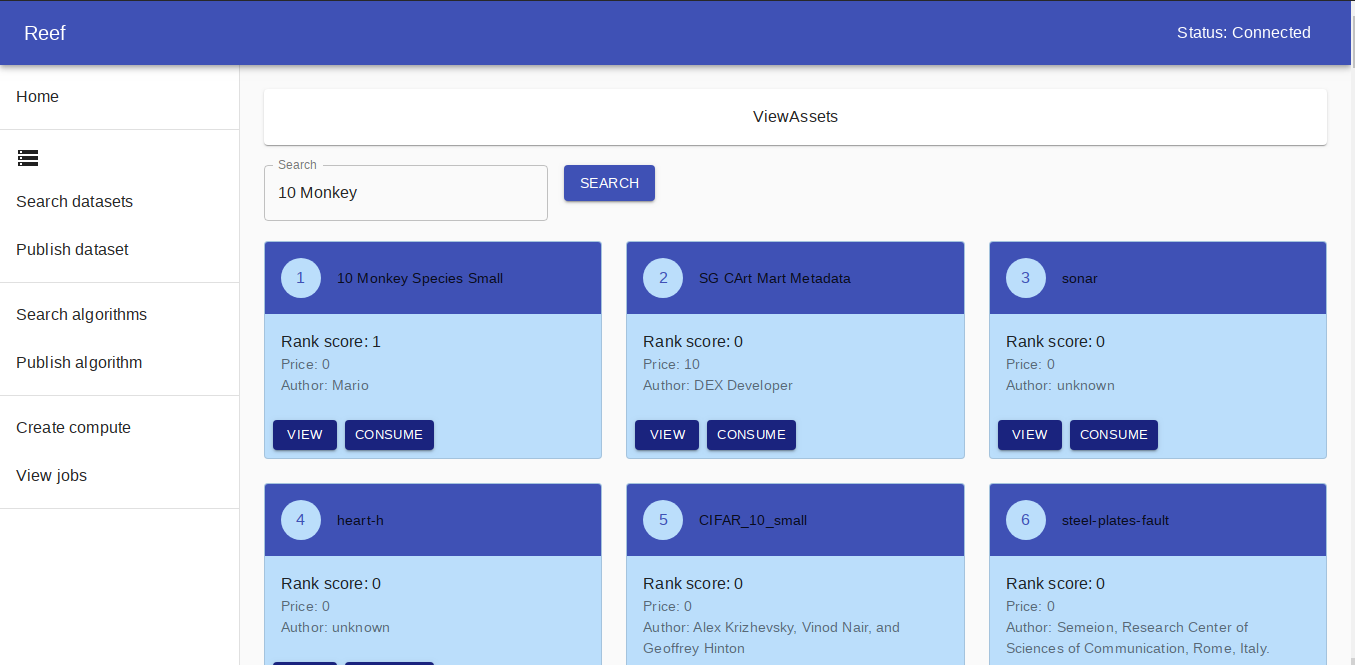 Reef
Status: Connected
Home
Search datasets
Publish dataset
Search algorithms
Publish algorithm
Create compute
View jobs
ViewAssets
Search
10 Monkey
SEARCH
1
10 Monkey Species Small
Rank score: 1
Price: 0
Author: Mario
VIEW
CONSUME
2
SG CArt Mart Metadata
Rank score: 0
Price: 10
Author: DEX Developer
VIEW
CONSUME
3
sonar
Rank score: 0
Price: 0
Author: unknown
VIEW
CONSUME
4
heart-h
Rank score: 0
Price: 0
Author: unknown
5
CIFAR_10_small
Rank score: 0
Price: 0
Author: Alex Krizhevsky, Vinod Nair, and
Geoffrey Hinton
6
steel-plates-fault
Rank score: 0
Price: 0
Author: Semeion, Research Center of
Sciences of Communication, Rome, Italy.